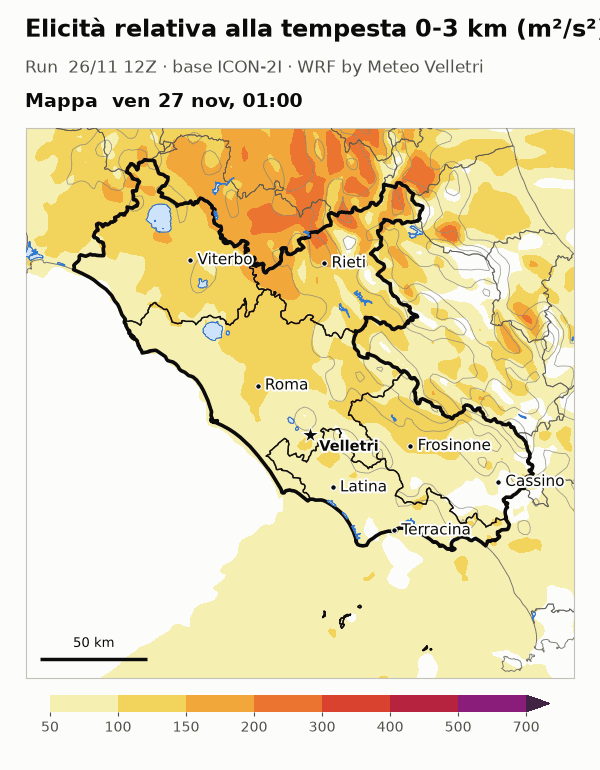 Elicità relativa alla tempesta 0-3 km (m²/s²)
Run 26/11 12Z · base ICON-2I · WRF by Meteo Velletri
Mappa ven 27 nov, 01:00
Viterbo
Rieti
Roma
Velletri
Frosinone
Latina
Cassino
Terracina
50 km
50 100 150 200 300 400 500 700